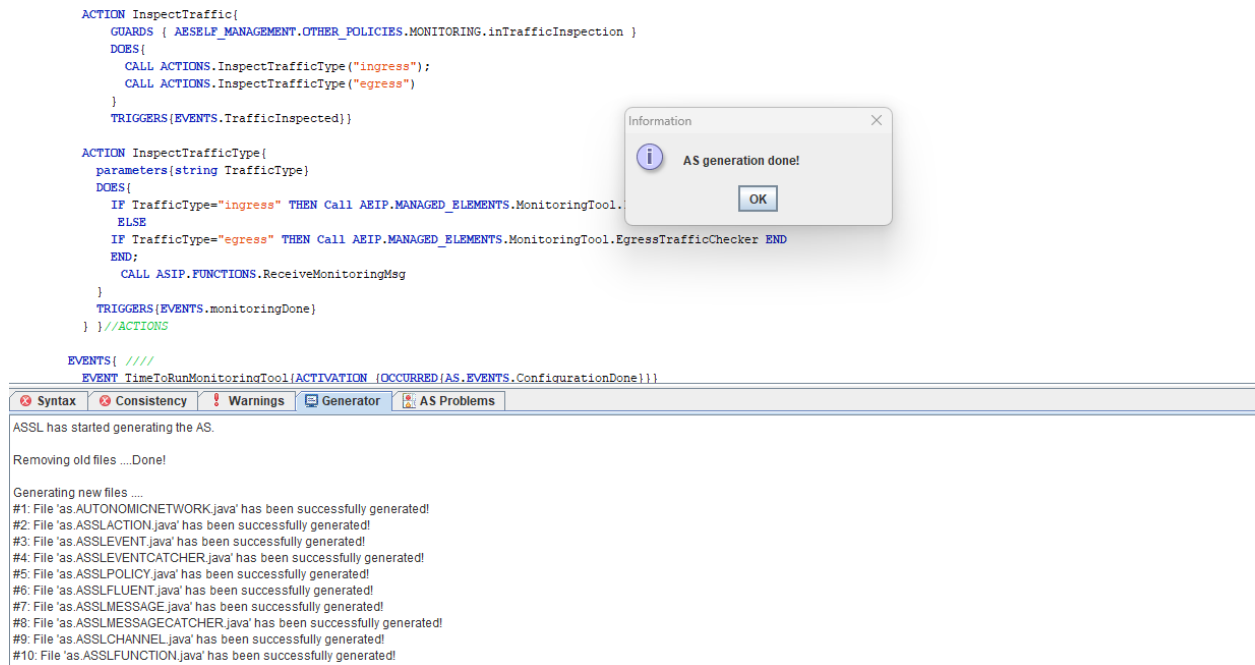 ACTION InspectTraffic{
GUARDS { AESELF_MANAGEMENT.OTHER_POLICIES.MONITORING.inTrafficInspection }
DOES{
CALL ACTIONS.InspectTrafficType("ingress");
CALL ACTIONS.InspectTrafficType("egress")
}
TRIGGERS{EVENTS.TrafficInspected}}
ACTION InspectTrafficType{
parameters{string TrafficType}
DOES{
IF TrafficType="ingress" THEN Call AEIP.MANAGED_ELEMENTS.MonitoringTool.
ELSE
IF TrafficType="egress" THEN Call AEIP.MANAGED_ELEMENTS.MonitoringTool.EgressTrafficChecker END
END;
CALL ASIP.FUNCTIONS.ReceiveMonitoringMsg
}
TRIGGERS{EVENTS.monitoringDone}
} }//ACTIONS
EVENTS{ ////
EVENT TimeToRunMonitoringTool{ACTIVATION {OCCURRED{AS.EVENTS.ConfigurationDone}}}
Information
AS generation done!
OK
Syntax Consistency Warnings Generator AS Problems
ASSL has started generating the AS.
Removing old files ....Done!
Generating new files ....
#1: File 'as.AUTONOMICNETWORK.java' has been successfully generated!
#2: File 'as.ASSLACTION.java' has been successfully generated!
#3: File 'as.ASSLEVENT.java' has been successfully generated!
#4: File 'as.ASSLEVENTCATCHER.java' has been successfully generated!
#5: File 'as.ASSLPOLICY.java' has been successfully generated!
#6: File 'as.ASSLFLUENT.java' has been successfully generated!
#7: File 'as.ASSLMESSAGE.java' has been successfully generated!
#8: File 'as.ASSLMESSAGECATCHER.java' has been successfully generated!
#9: File 'as.ASSLCHANNEL.java' has been successfully generated!
#10: File 'as.ASSLFUNCTION.java' has been successfully generated!